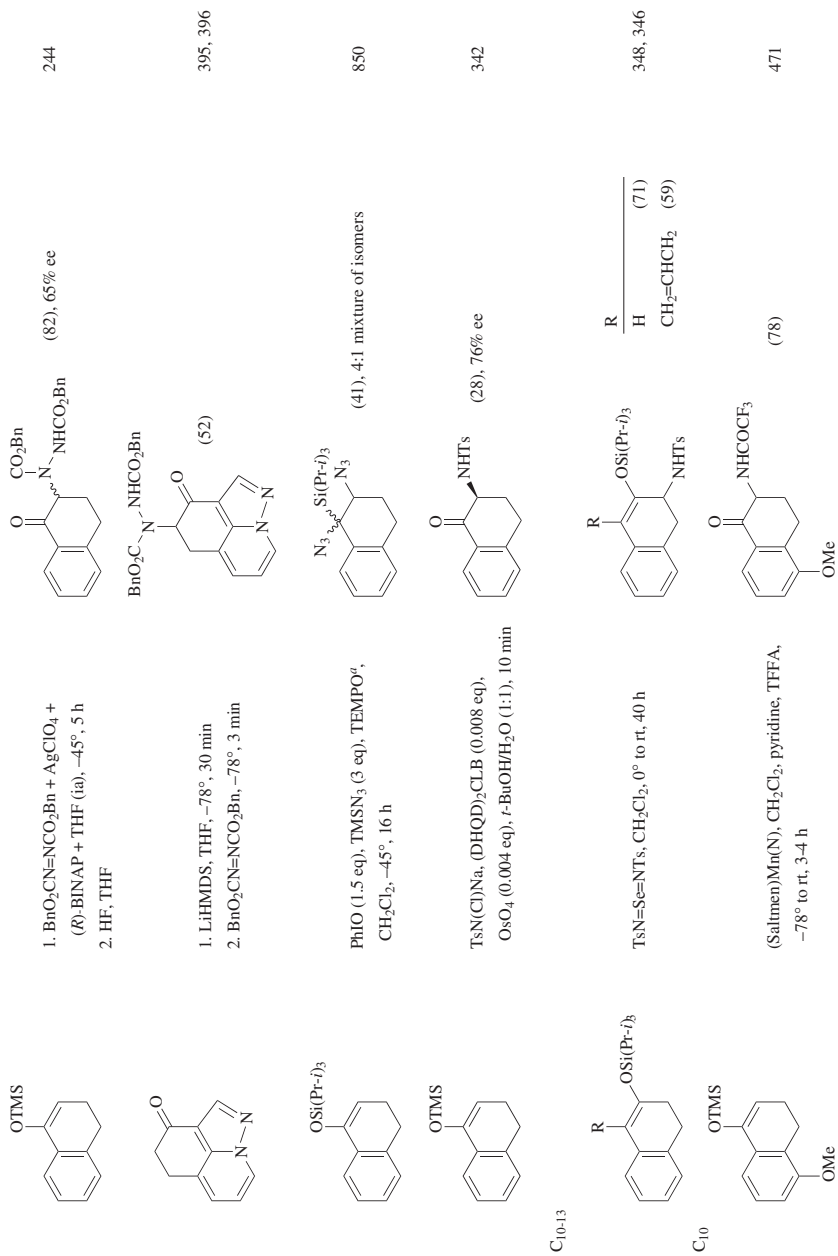 OTMS
1. BnO₂CN=NCO₂Bn + AgClO₄ +
(R)-BINAP + THF (ia), –45°, 5 h
2. HF, THF
O
CO₂Bn
N
NHCO₂Bn
(82), 65% ee
244
O
N
N
1. LiHMDS, THF, –78°, 30 min
2. BnO₂CN=NCO₂Bn, –78°, 3 min
BnO₂C
N
NHCO₂Bn
O
N
N
(52)
395, 396
OSi(Pr-i)₃
PhIO (1.5 eq), TMSN₃ (3 eq), TEMPOᵃ,
CH₂Cl₂, –45°, 16 h
N₃
Si(Pr-i)₃
N₃
(41), 4:1 mixture of isomers
850
OTMS
TsN(Cl)Na, (DHQD)₂CLB (0.008 eq),
OsO₄ (0.004 eq), t-BuOH/H₂O (1:1), 10 min
O
NHTs
(28), 76% ee
342
C₁₀₋₁₃
R
OSi(Pr-i)₃
TsN=Se=NTs, CH₂Cl₂, 0° to rt, 40 h
R
OSi(Pr-i)₃
NHTs
R
H (71)
CH₂=CHCH₂ (59)
348, 346
C₁₀
OTMS
OMe
(Saltmen)Mn(N), CH₂Cl₂, pyridine, TFFA,
–78° to rt, 3-4 h
O
NHCOCF₃
OMe
(78)
471